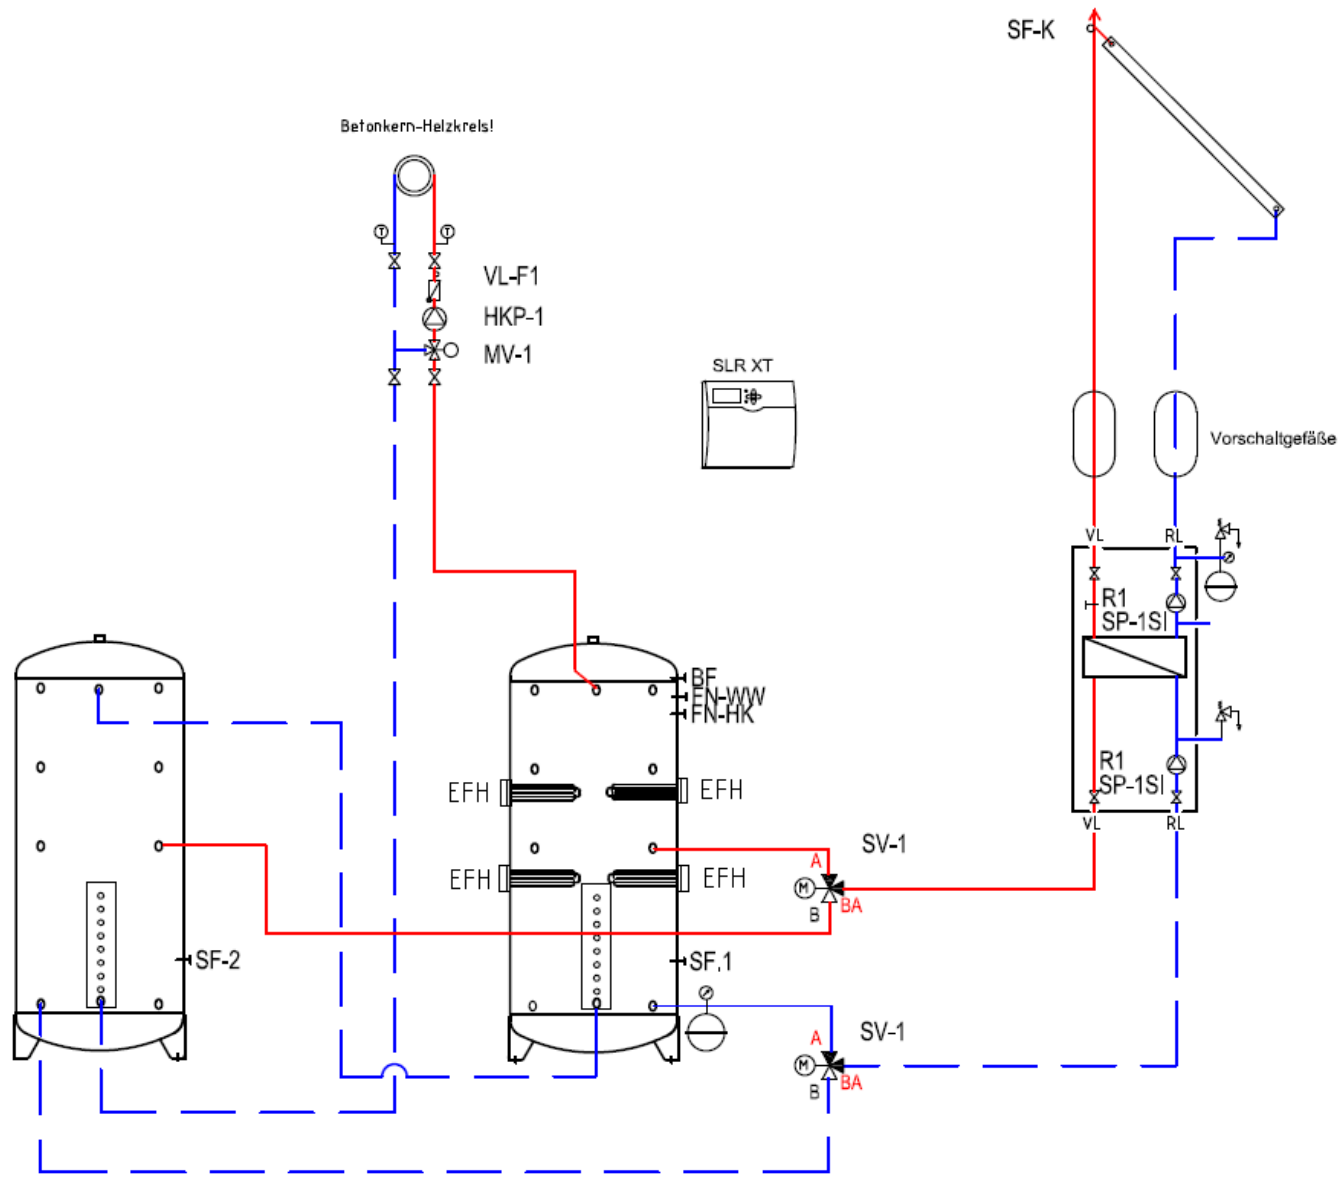 SF-K
Betonkern-Heizkreis!
T
T
VL-F1
HKP-1
MV-1
SLR XT
Vorschaltgefäße
VL
RL
R1
SP-1SI
BF
FN-WW
FN-HK
EFH
EFH
R1
SP-1SI
VL
RL
SV-1
A
EFH
EFH
M
BA
B
SF-2
SF.1
SV-1
A
M
BA
B